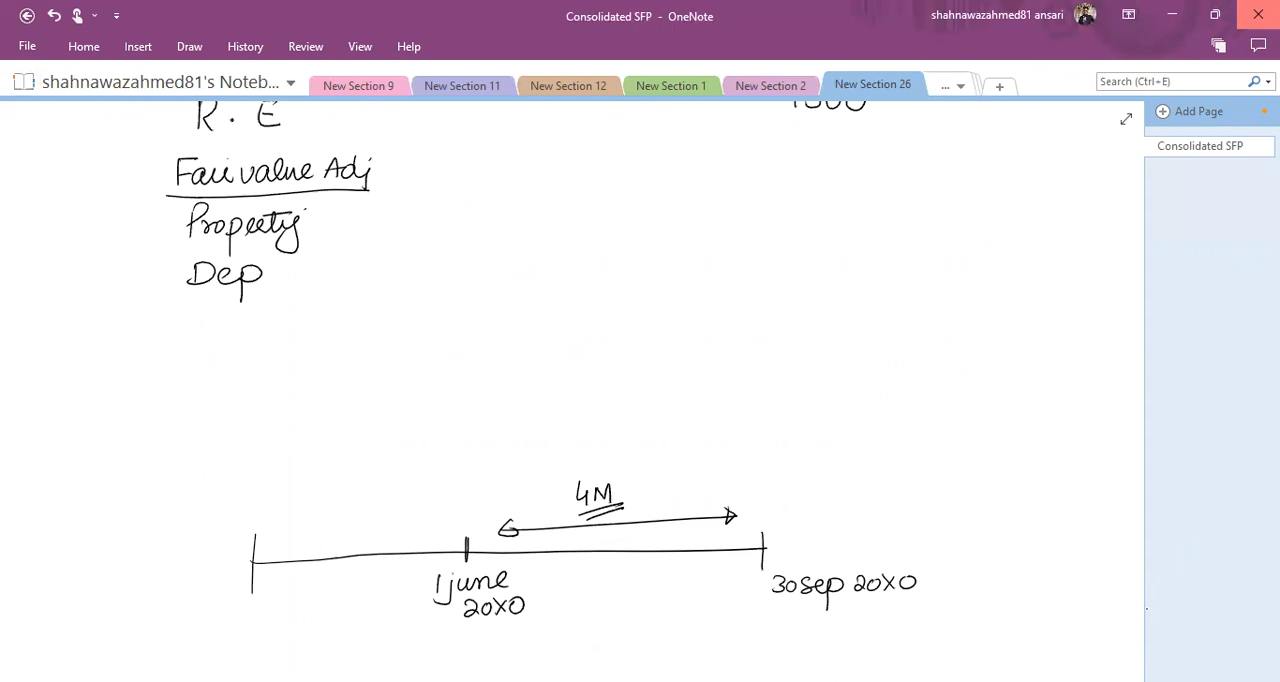 Consolidated SFP - OneNote
shahnawazahmed81 ansari
File Home Insert Draw History Review View Help
shahnawazahmed81's Noteb... New Section 9 New Section 11 New Section 12 New Section 1 New Section 2 New Section 26 ... + Search (Ctrl+E)
Add Page
Consolidated SFP
R. E 1500
Fair value Adj
Property
Dep
4M
1 june
20X0
30 Sep 20X0